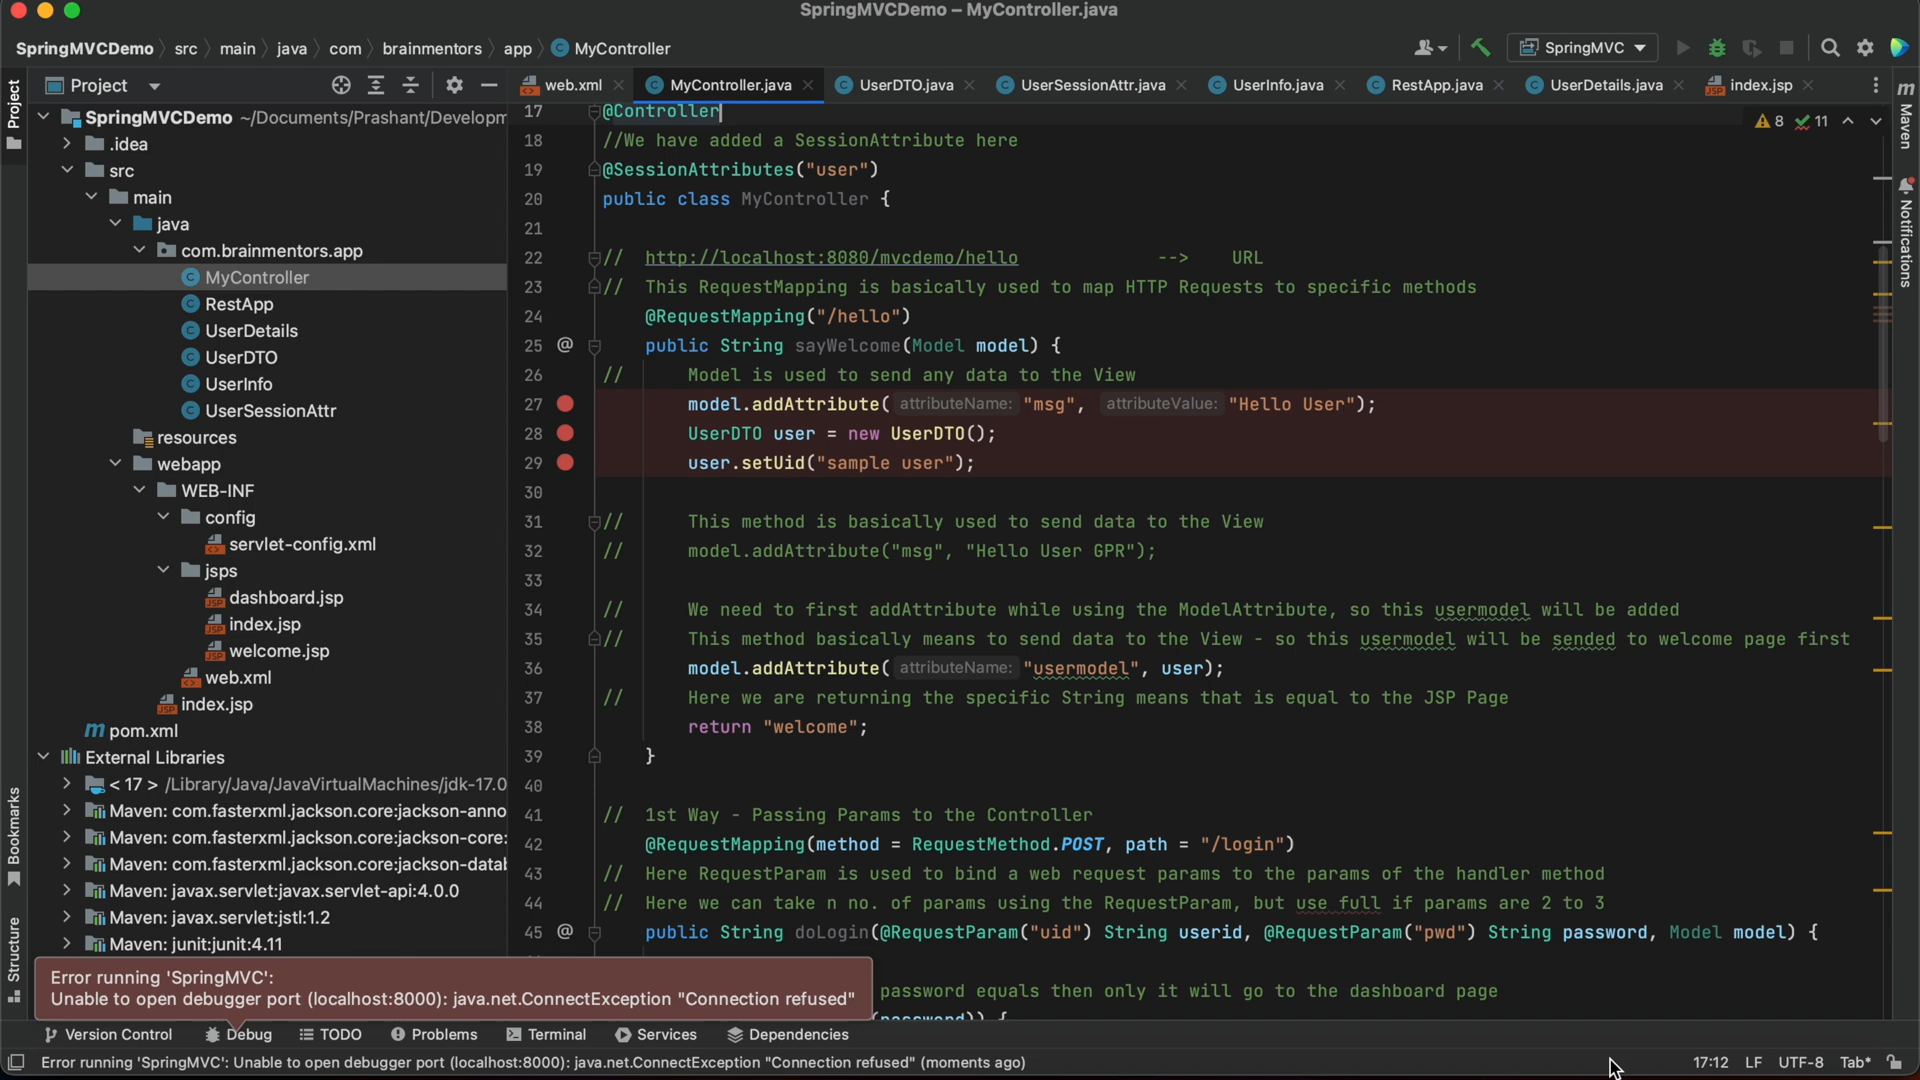 SpringMVCDemo – MyController.java
SpringMVCDemo src main java com brainmentors app MyController
SpringMVC
Project
web.xml MyController.java UserDTO.java UserSessionAttr.java UserInfo.java RestApp.java UserDetails.java index.jsp
Project
Bookmarks
Structure
SpringMVCDemo ~/Documents/Prashant/Developm
.idea
src
main
java
com.brainmentors.app
MyController
RestApp
UserDetails
UserDTO
UserInfo
UserSessionAttr
resources
webapp
WEB-INF
config
servlet-config.xml
jsps
dashboard.jsp
index.jsp
welcome.jsp
web.xml
index.jsp
pom.xml
External Libraries
< 17 > /Library/Java/JavaVirtualMachines/jdk-17.0
Maven: com.fasterxml.jackson.core:jackson-anno
Maven: com.fasterxml.jackson.core:jackson-core:
Maven: com.fasterxml.jackson.core:jackson-datab
Maven: javax.servlet:javax.servlet-api:4.0.0
Maven: javax.servlet:jstl:1.2
Maven: junit:junit:4.11
8 11
17 @Controller
18 //We have added a SessionAttribute here
19 @SessionAttributes("user")
20 public class MyController {
21
22 // http://localhost:8080/mvcdemo/hello --> URL
23 // This RequestMapping is basically used to map HTTP Requests to specific methods
24 @RequestMapping("/hello")
25 @ public String sayWelcome(Model model) {
26 // Model is used to send any data to the View
27 model.addAttribute( attributeName: "msg", attributeValue: "Hello User");
28 UserDTO user = new UserDTO();
29 user.setUid("sample user");
30
31 // This method is basically used to send data to the View
32 // model.addAttribute("msg", "Hello User GPR");
33
34 // We need to first addAttribute while using the ModelAttribute, so this usermodel will be added
35 // This method basically means to send data to the View - so this usermodel will be sended to welcome page first
36 model.addAttribute( attributeName: "usermodel", user);
37 // Here we are returning the specific String means that is equal to the JSP Page
38 return "welcome";
39 }
40
41 // 1st Way - Passing Params to the Controller
42 @RequestMapping(method = RequestMethod.POST, path = "/login")
43 // Here RequestParam is used to bind a web request params to the params of the handler method
44 // Here we can take n no. of params using the RequestParam, but use full if params are 2 to 3
45 @ public String doLogin(@RequestParam("uid") String userid, @RequestParam("pwd") String password, Model model) {
password equals then only it will go to the dashboard page
(password)) {
Maven
Notifications
Error running 'SpringMVC':
Unable to open debugger port (localhost:8000): java.net.ConnectException "Connection refused"
Version Control Debug TODO Problems Terminal Services Dependencies
Error running 'SpringMVC': Unable to open debugger port (localhost:8000): java.net.ConnectException "Connection refused" (moments ago)
17:12 LF UTF-8 Tab*